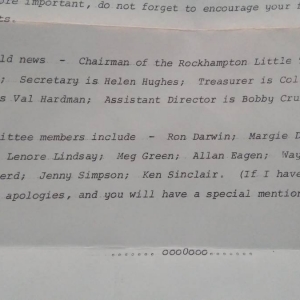 ore important, do not forget to encourage your f
ts.
ld news - Chairman of the Rockhampton Little T
; Secretary is Helen Hughes; Treasurer is Col
s Val Hardman; Assistant Director is Bobby Cru
ittee members include - Ron Darwin; Margie D
Lenore Lindsay; Meg Green; Allan Eagen; Way
erd; Jenny Simpson; Ken Sinclair. (If I have
apologies, and you will have a special mention
....... oooOooo.......